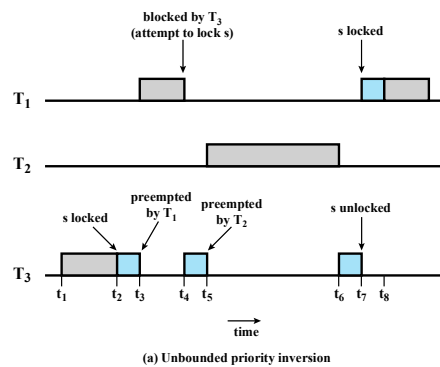 blocked by T3
(attempt to lock s)
s locked
T1
T2
s locked
preempted
by T1
preempted
by T2
s unlocked
T3
t1 t2 t3 t4 t5 t6 t7 t8
time
(a) Unbounded priority inversion